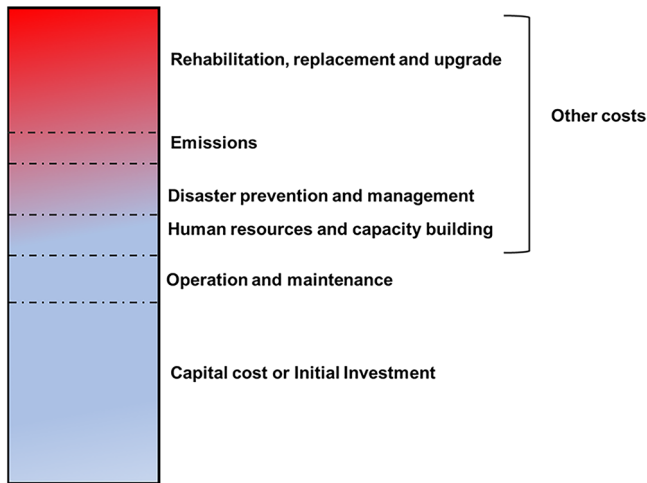 Rehabilitation, replacement and upgrade
Other costs
Emissions
Disaster prevention and management
Human resources and capacity building
Operation and maintenance
Capital cost or Initial Investment